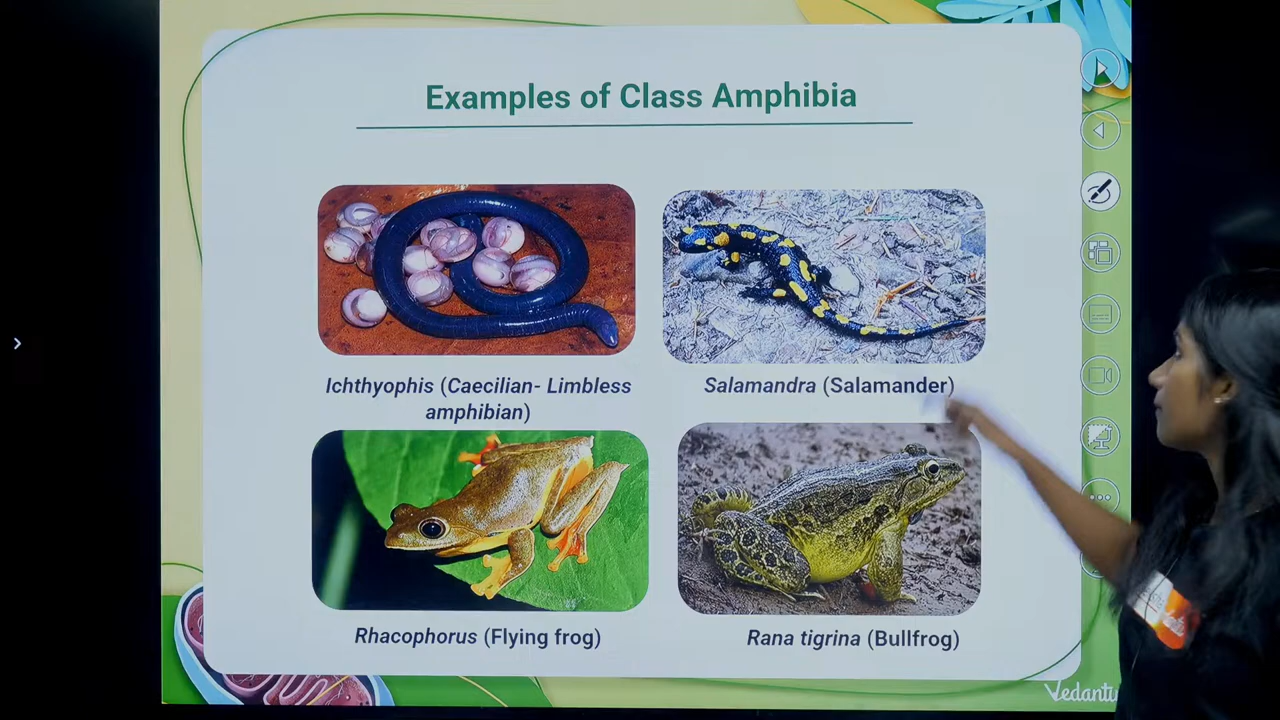 Examples of Class Amphibia
Ichthyophis (Caecilian- Limbless
amphibian)
Salamandra (Salamander)
Rhacophorus (Flying frog)
Rana tigrina (Bullfrog)
Vedantu